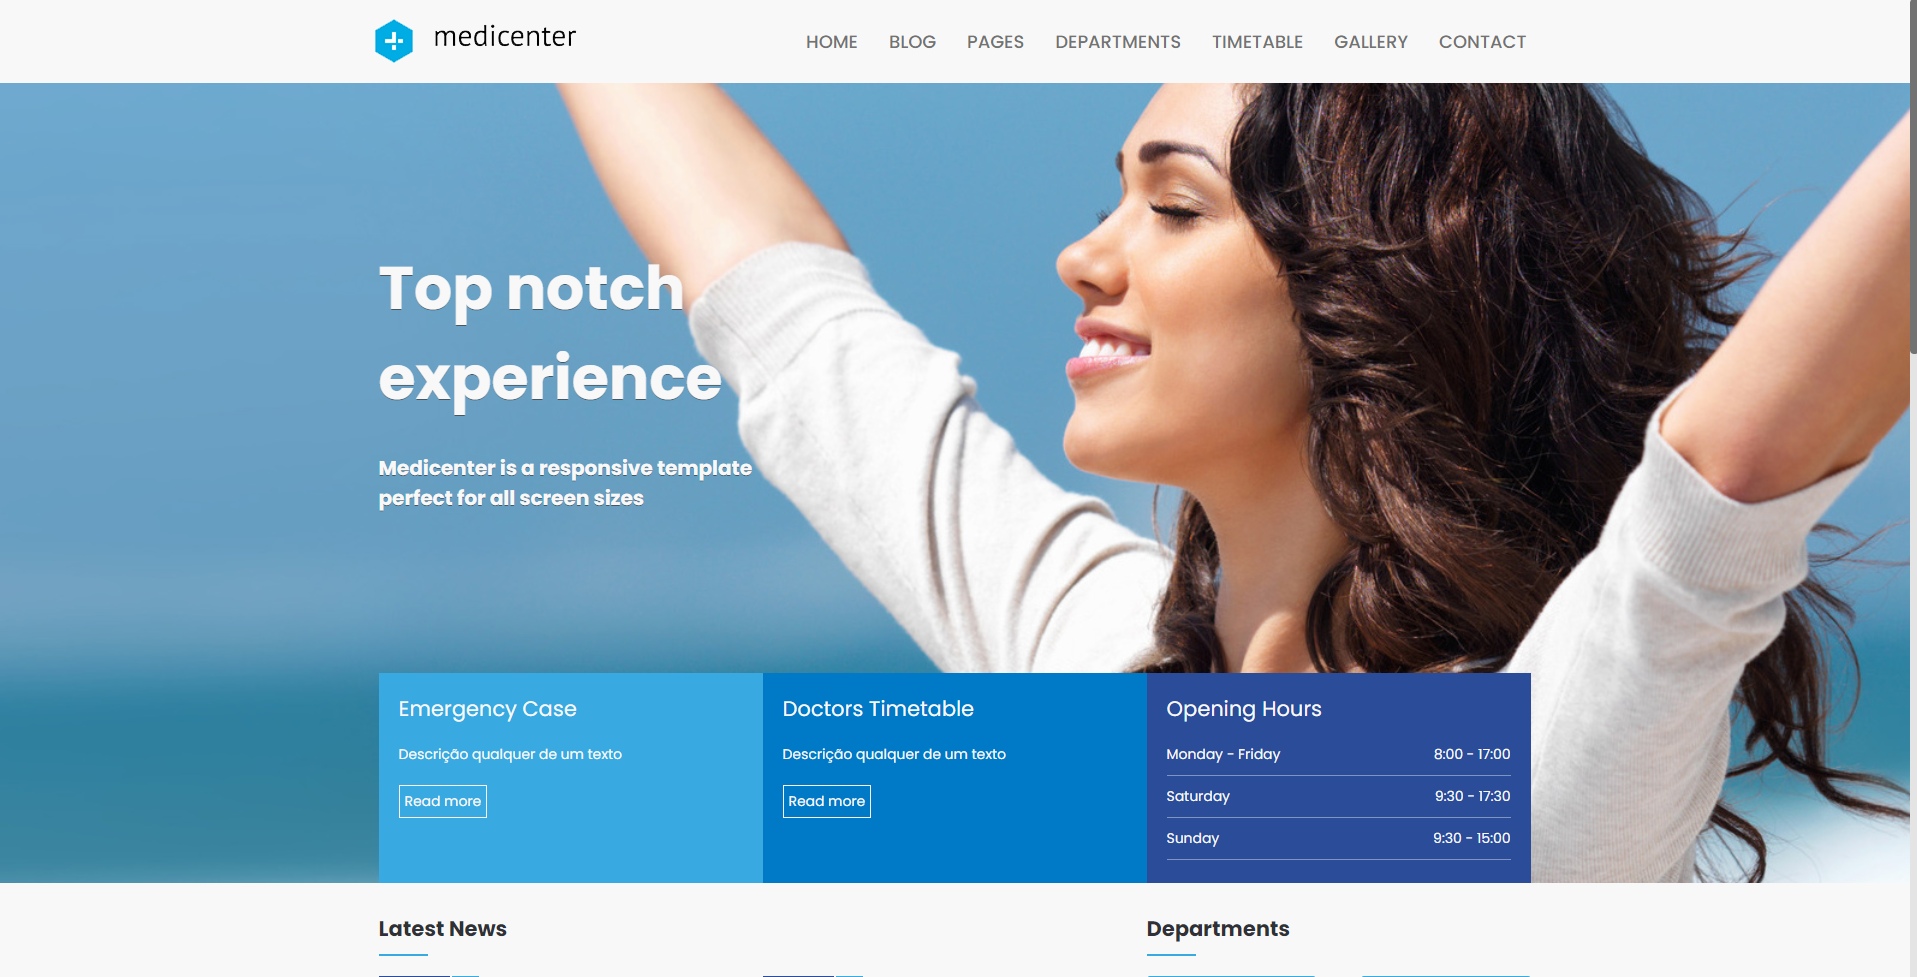 medicenter
HOME BLOG PAGES DEPARTMENTS TIMETABLE GALLERY CONTACT
Top notch
experience
Medicenter is a responsive template
perfect for all screen sizes
Emergency Case
Descrição qualquer de um texto
Read more
Doctors Timetable
Descrição qualquer de um texto
Read more
Opening Hours
Monday - Friday 8:00 - 17:00
Saturday 9:30 - 17:30
Sunday 9:30 - 15:00
Latest News
Departments